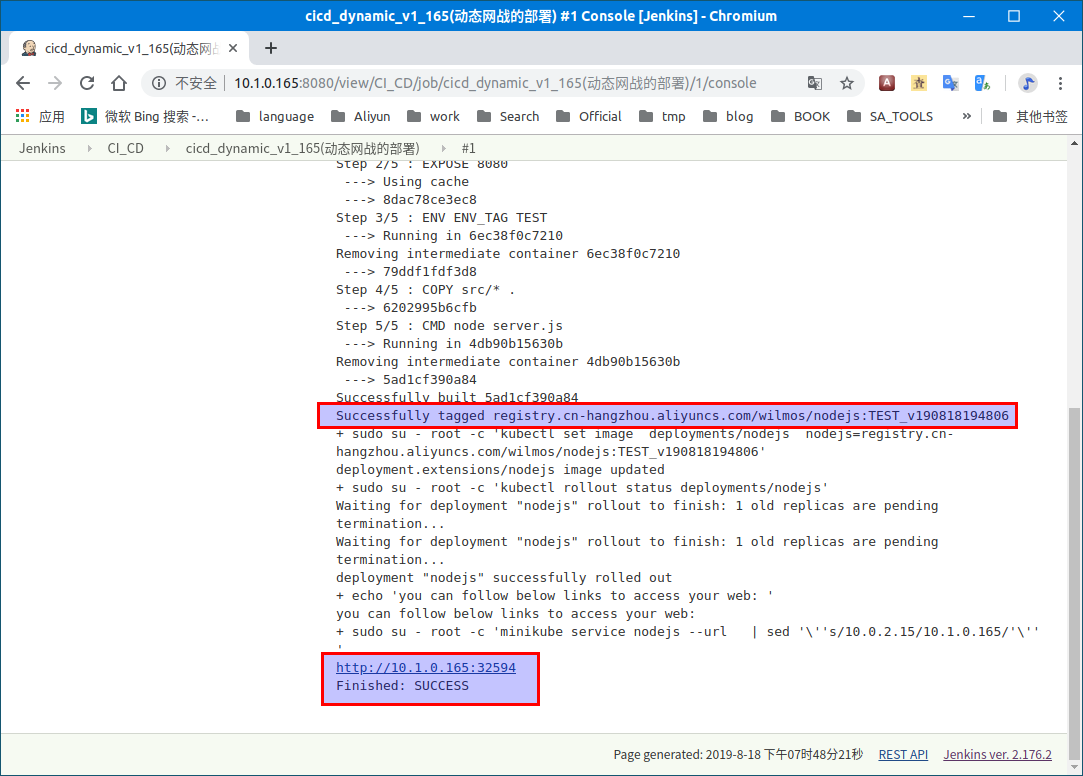 cicd_dynamic_v1_165(动态网战的部署) #1 Console [Jenkins] - Chromium
cicd_dynamic_v1_165(动态网战
不安全 10.1.0.165:8080/view/CI_CD/job/cicd_dynamic_v1_165(动态网战的部署)/1/console
应用 微软 Bing 搜索 -... language Aliyun work Search Official tmp blog BOOK SA_TOOLS » 其他书签
Jenkins CI_CD cicd_dynamic_v1_165(动态网战的部署) #1
Step 2/5 : EXPOSE 8080
---> Using cache
---> 8dac78ce3ec8
Step 3/5 : ENV ENV_TAG TEST
---> Running in 6ec38f0c7210
Removing intermediate container 6ec38f0c7210
---> 79ddf1fdf3d8
Step 4/5 : COPY src/* .
---> 6202995b6cfb
Step 5/5 : CMD node server.js
---> Running in 4db90b15630b
Removing intermediate container 4db90b15630b
---> 5ad1cf390a84
Successfully built 5ad1cf390a84
Successfully tagged registry.cn-hangzhou.aliyuncs.com/wilmos/nodejs:TEST_v190818194806
+ sudo su - root -c 'kubectl set image  deployments/nodejs  nodejs=registry.cn-
hangzhou.aliyuncs.com/wilmos/nodejs:TEST_v190818194806'
deployment.extensions/nodejs image updated
+ sudo su - root -c 'kubectl rollout status deployments/nodejs'
Waiting for deployment "nodejs" rollout to finish: 1 old replicas are pending
termination...
Waiting for deployment "nodejs" rollout to finish: 1 old replicas are pending
termination...
deployment "nodejs" successfully rolled out
+ echo 'you can follow below links to access your web: '
you can follow below links to access your web:
+ sudo su - root -c 'minikube service nodejs --url   | sed '\''s/10.0.2.15/10.1.0.165/'\''
'
http://10.1.0.165:32594
Finished: SUCCESS
Page generated: 2019-8-18 下午07时48分21秒 REST API Jenkins ver. 2.176.2